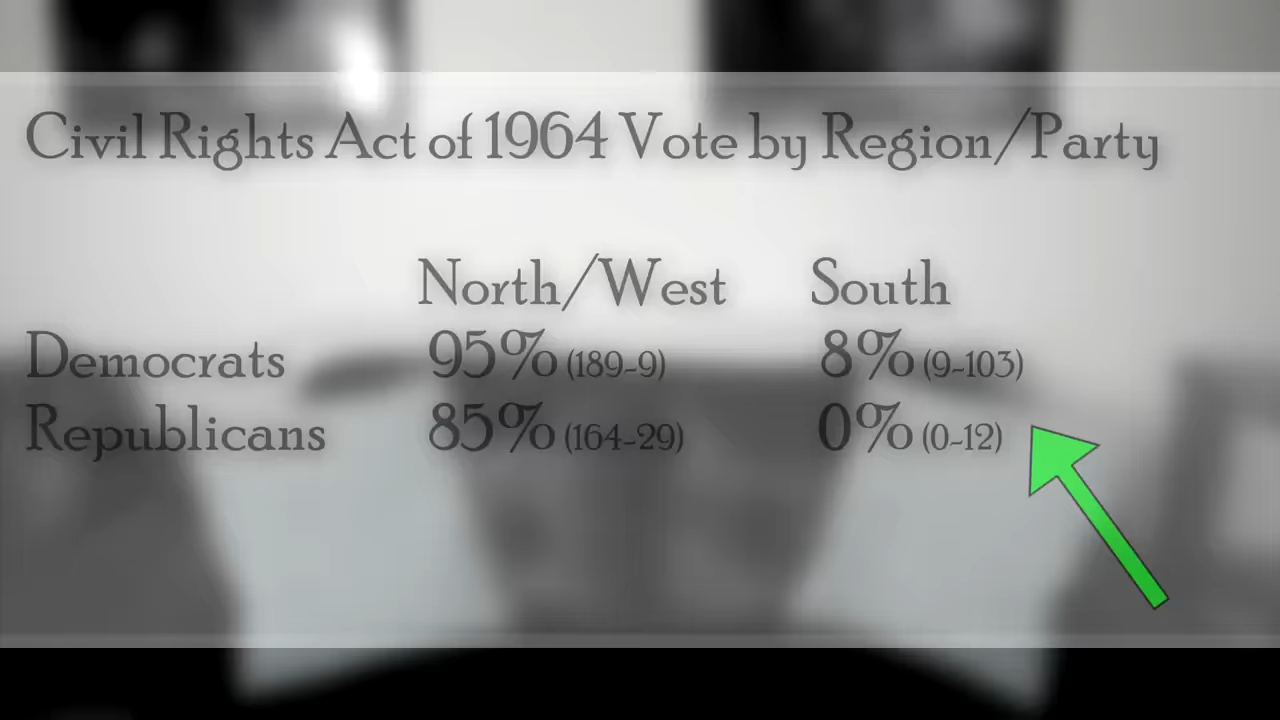 Civil Rights Act of 1964 Vote by Region/Party
North/West South
Democrats 95% (189-9) 8% (9-103)
Republicans 85% (164-29) 0% (0-12)